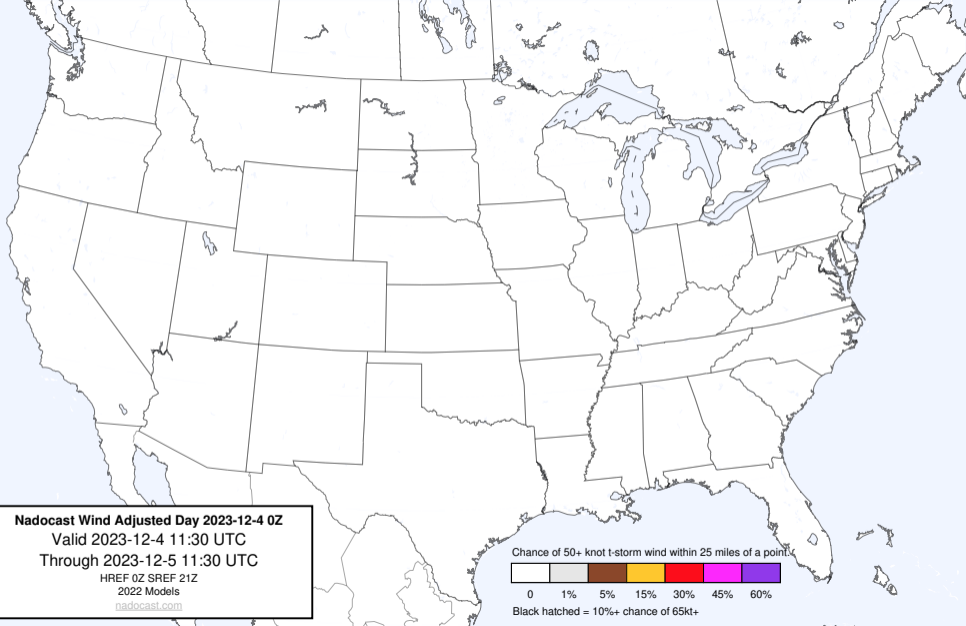 Nadocast Wind Adjusted Day 2023-12-4 0Z
Valid 2023-12-4 11:30 UTC
Through 2023-12-5 11:30 UTC
HREF 0Z SREF 21Z
2022 Models
nadocast.com
Chance of 50+ knot t-storm wind within 25 miles of a point.
0 1% 5% 15% 30% 45% 60%
Black hatched = 10%+ chance of 65kt+